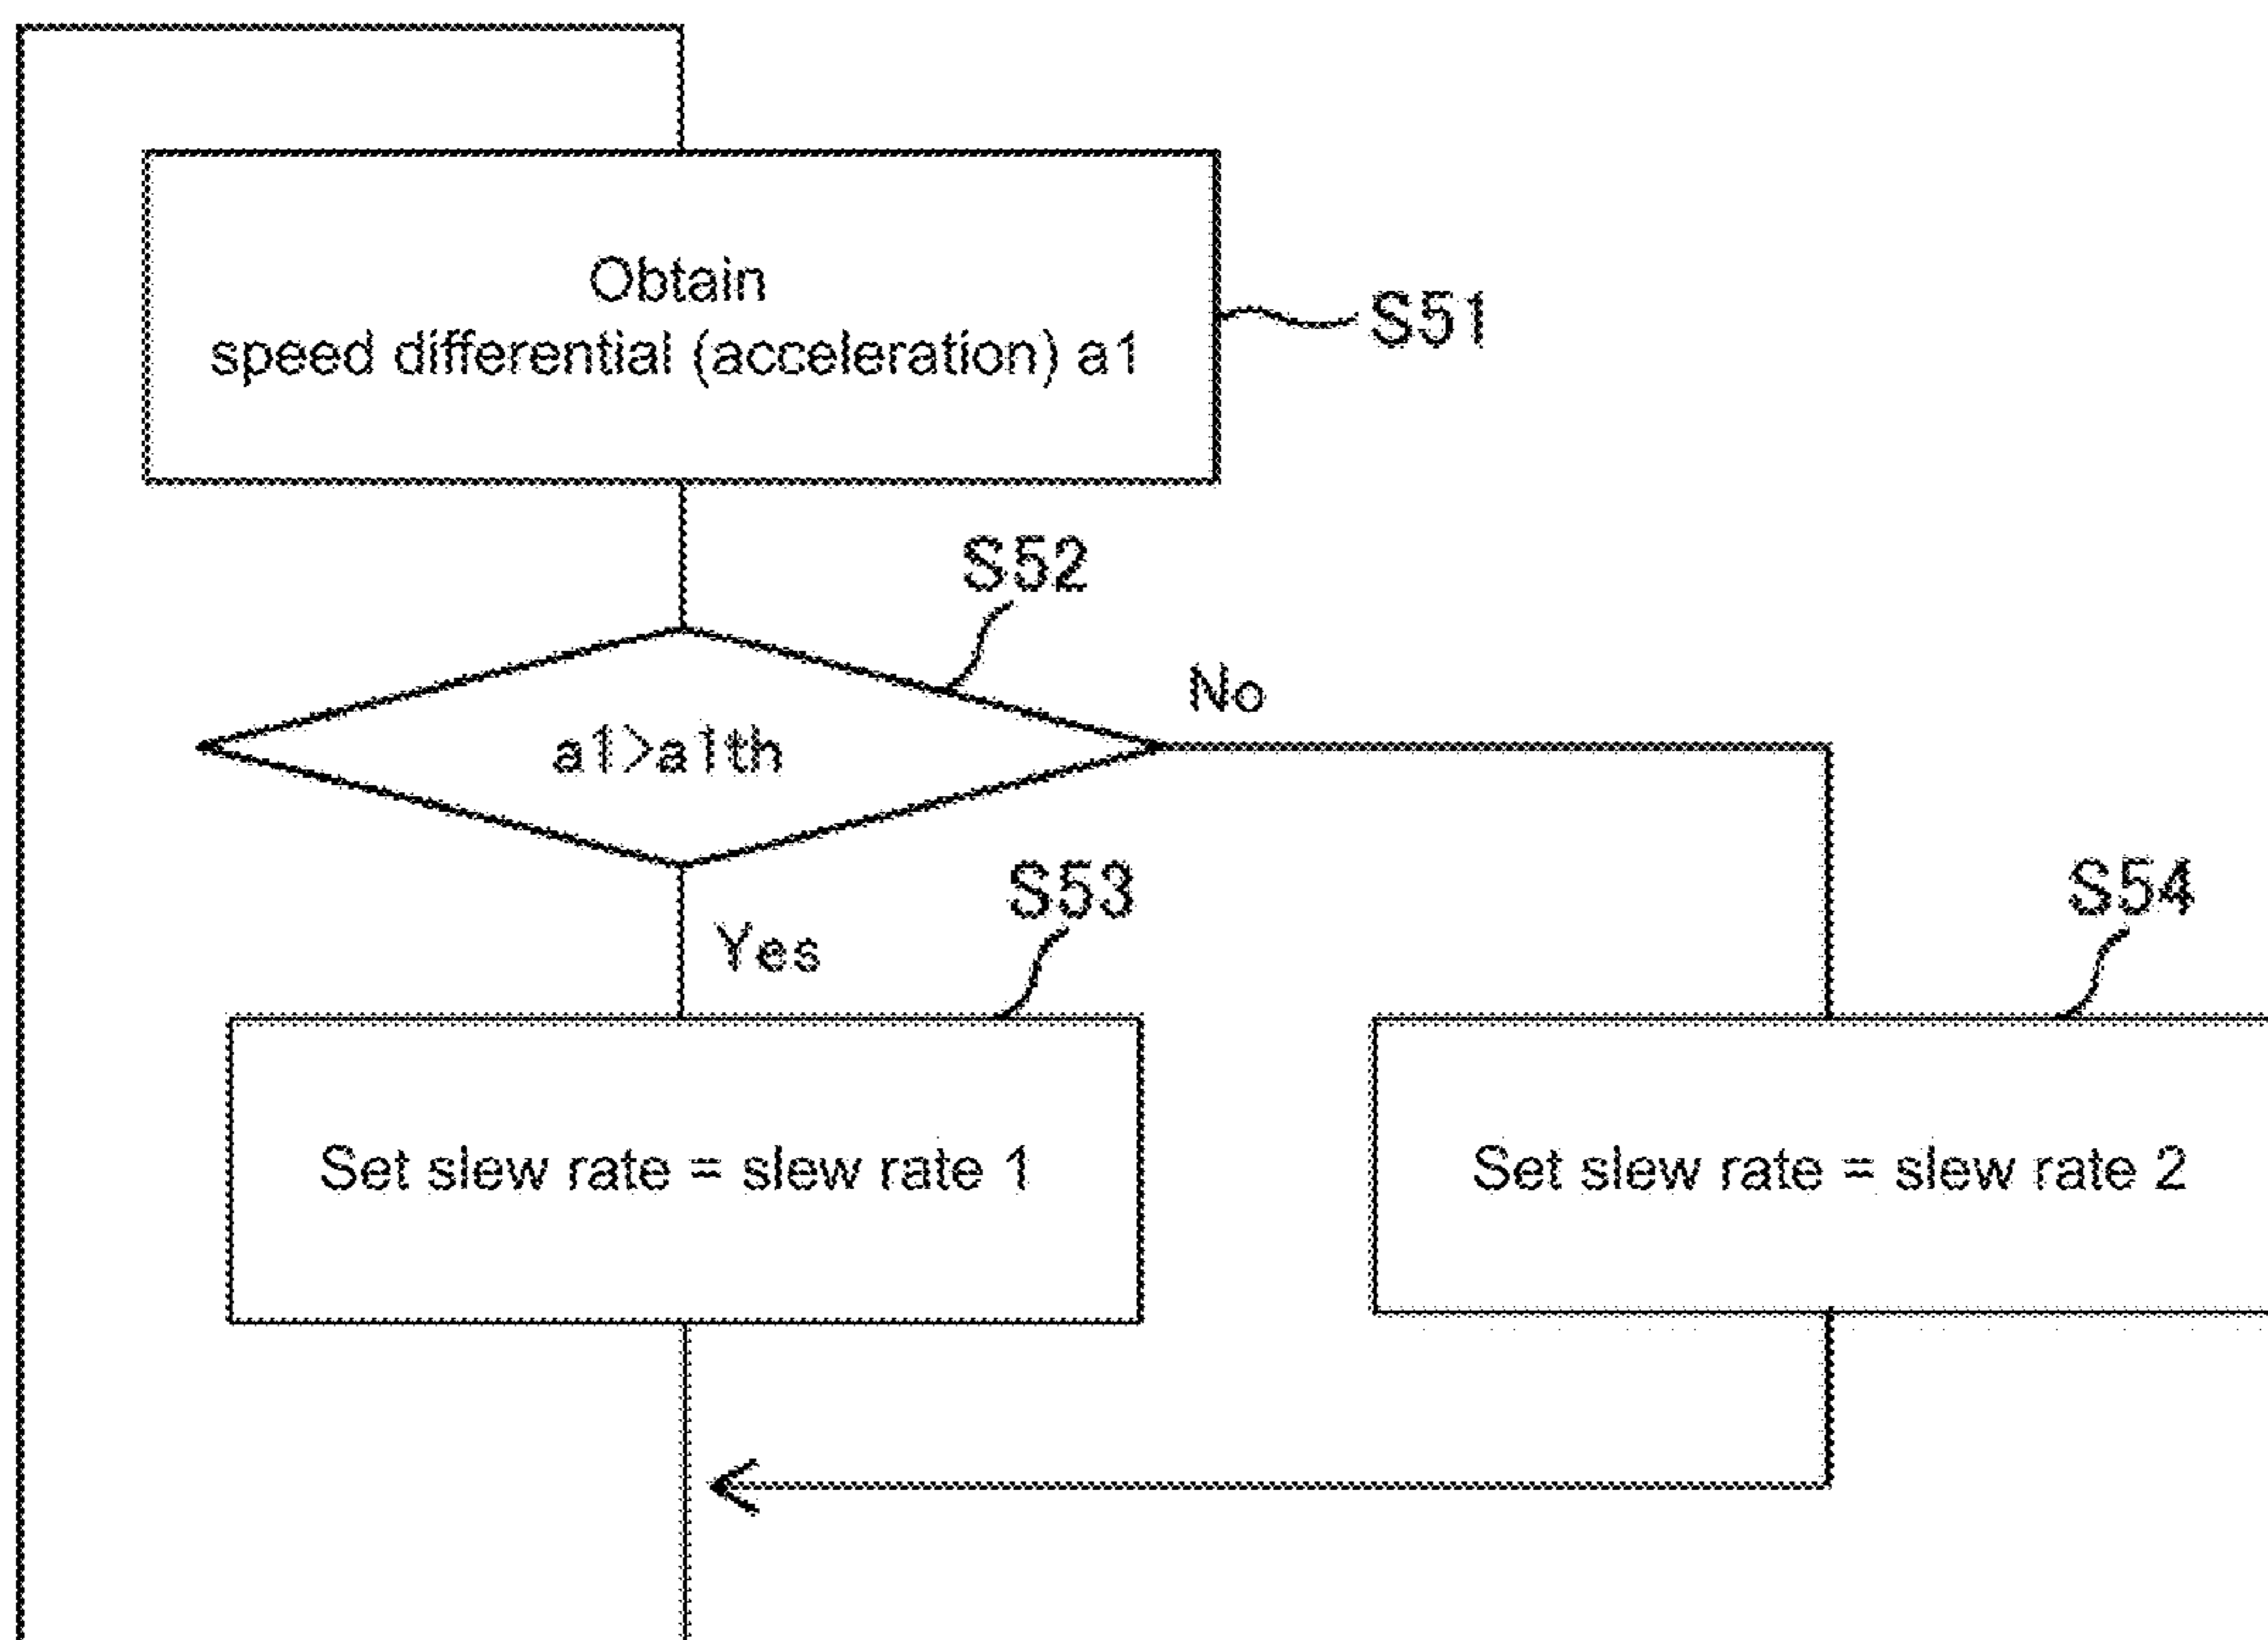 Obtain
speed differential (acceleration) a1
S51
S52
No
a1>a1th
S53
S54
Yes
Set slew rate = slew rate 1
Set slew rate = slew rate 2